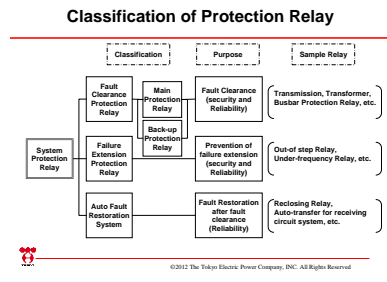 Classification of Protection Relay
Classification
Purpose
Sample Relay
Fault
Clearance
Protection
Relay
Main
Protection
Relay
Back-up
Protection
Relay
Fault Clearance
(security and
Reliability)
Transmission, Transformer,
Busbar Protection Relay, etc.
System
Protection
Relay
Failure
Extension
Protection
Relay
Prevention of
failure extension
(security and
Reliability)
Out-of step Relay,
Under-frequency Relay, etc.
Auto Fault
Restoration
System
Fault Restoration
after fault
clearance
(Reliability)
Reclosing Relay,
Auto-transfer for receiving
circuit system, etc.
©2012 The Tokyo Electric Power Company, INC. All Rights Reserved